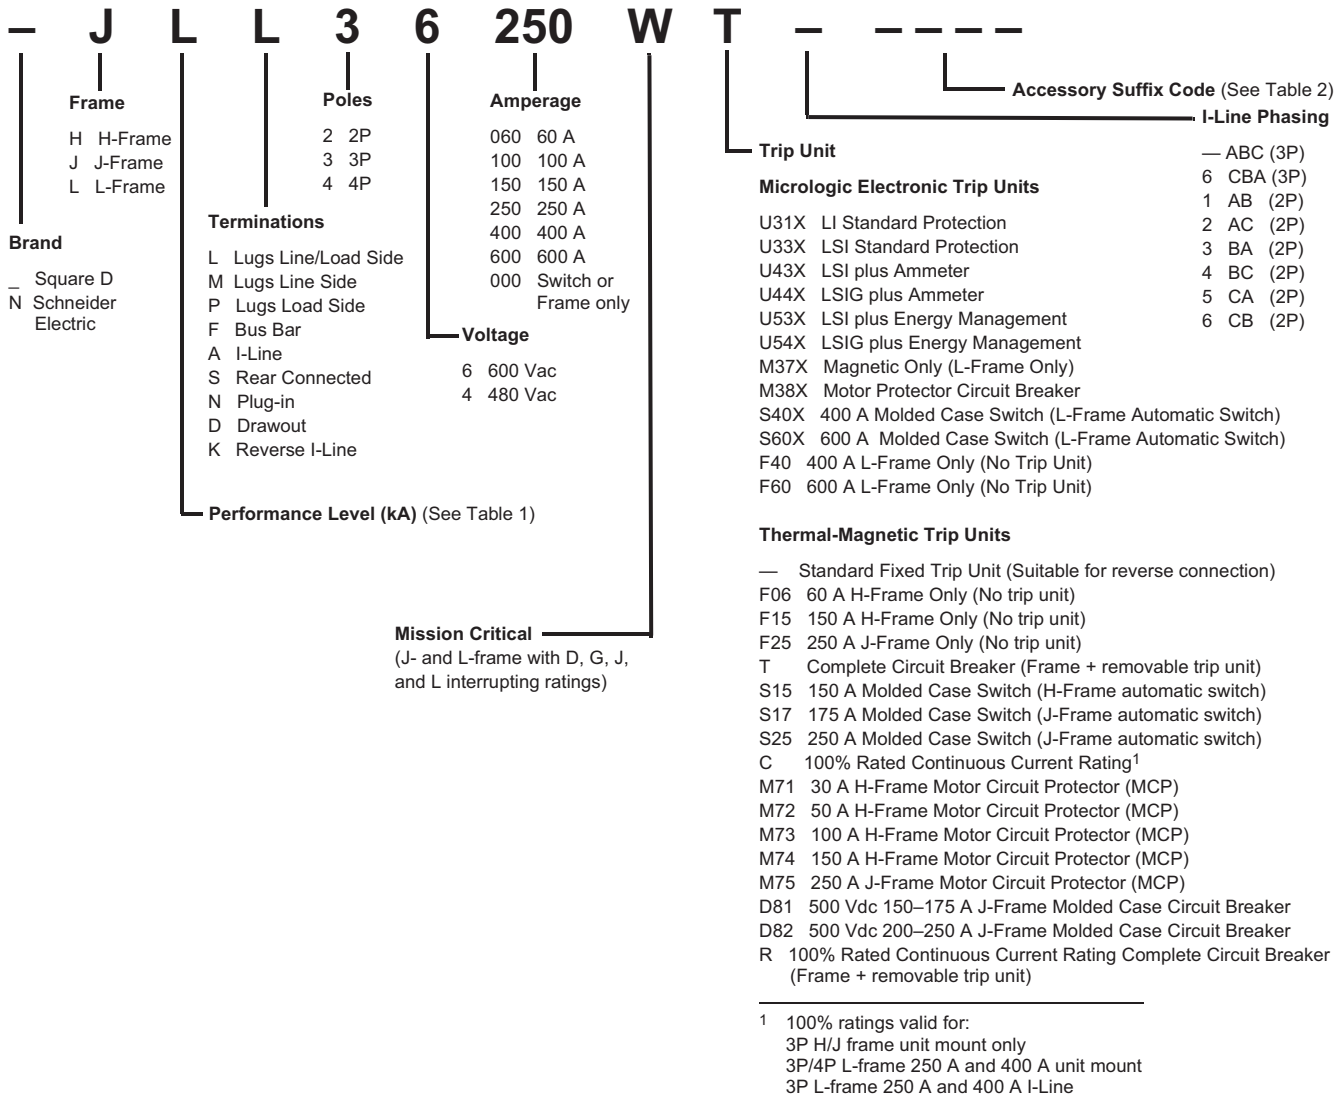 – J L L 3 6 250 W T – – – – –
Frame
H H-Frame
J J-Frame
L L-Frame
Poles
2 2P
3 3P
4 4P
Amperage
060 60 A
100 100 A
150 150 A
250 250 A
400 400 A
600 600 A
000 Switch or
Frame only
Accessory Suffix Code (See Table 2)
I-Line Phasing
— ABC (3P)
6 CBA (3P)
1 AB (2P)
2 AC (2P)
3 BA (2P)
4 BC (2P)
5 CA (2P)
6 CB (2P)
Brand
_ Square D
N Schneider
Electric
Terminations
L Lugs Line/Load Side
M Lugs Line Side
P Lugs Load Side
F Bus Bar
A I-Line
S Rear Connected
N Plug-in
D Drawout
K Reverse I-Line
Voltage
6 600 Vac
4 480 Vac
Performance Level (kA) (See Table 1)
Mission Critical
(J- and L-frame with D, G, J,
and L interrupting ratings)
Trip Unit
Micrologic Electronic Trip Units
U31X LI Standard Protection
U33X LSI Standard Protection
U43X LSI plus Ammeter
U44X LSIG plus Ammeter
U53X LSI plus Energy Management
U54X LSIG plus Energy Management
M37X Magnetic Only (L-Frame Only)
M38X Motor Protector Circuit Breaker
S40X 400 A Molded Case Switch (L-Frame Automatic Switch)
S60X 600 A Molded Case Switch (L-Frame Automatic Switch)
F40 400 A L-Frame Only (No Trip Unit)
F60 600 A L-Frame Only (No Trip Unit)
Thermal-Magnetic Trip Units
— Standard Fixed Trip Unit (Suitable for reverse connection)
F06 60 A H-Frame Only (No trip unit)
F15 150 A H-Frame Only (No trip unit)
F25 250 A J-Frame Only (No trip unit)
T Complete Circuit Breaker (Frame + removable trip unit)
S15 150 A Molded Case Switch (H-Frame automatic switch)
S17 175 A Molded Case Switch (J-Frame automatic switch)
S25 250 A Molded Case Switch (J-Frame automatic switch)
C 100% Rated Continuous Current Rating1
M71 30 A H-Frame Motor Circuit Protector (MCP)
M72 50 A H-Frame Motor Circuit Protector (MCP)
M73 100 A H-Frame Motor Circuit Protector (MCP)
M74 150 A H-Frame Motor Circuit Protector (MCP)
M75 250 A J-Frame Motor Circuit Protector (MCP)
D81 500 Vdc 150–175 A J-Frame Molded Case Circuit Breaker
D82 500 Vdc 200–250 A J-Frame Molded Case Circuit Breaker
R 100% Rated Continuous Current Rating Complete Circuit Breaker
(Frame + removable trip unit)
1 100% ratings valid for:
3P H/J frame unit mount only
3P/4P L-frame 250 A and 400 A unit mount
3P L-frame 250 A and 400 A I-Line